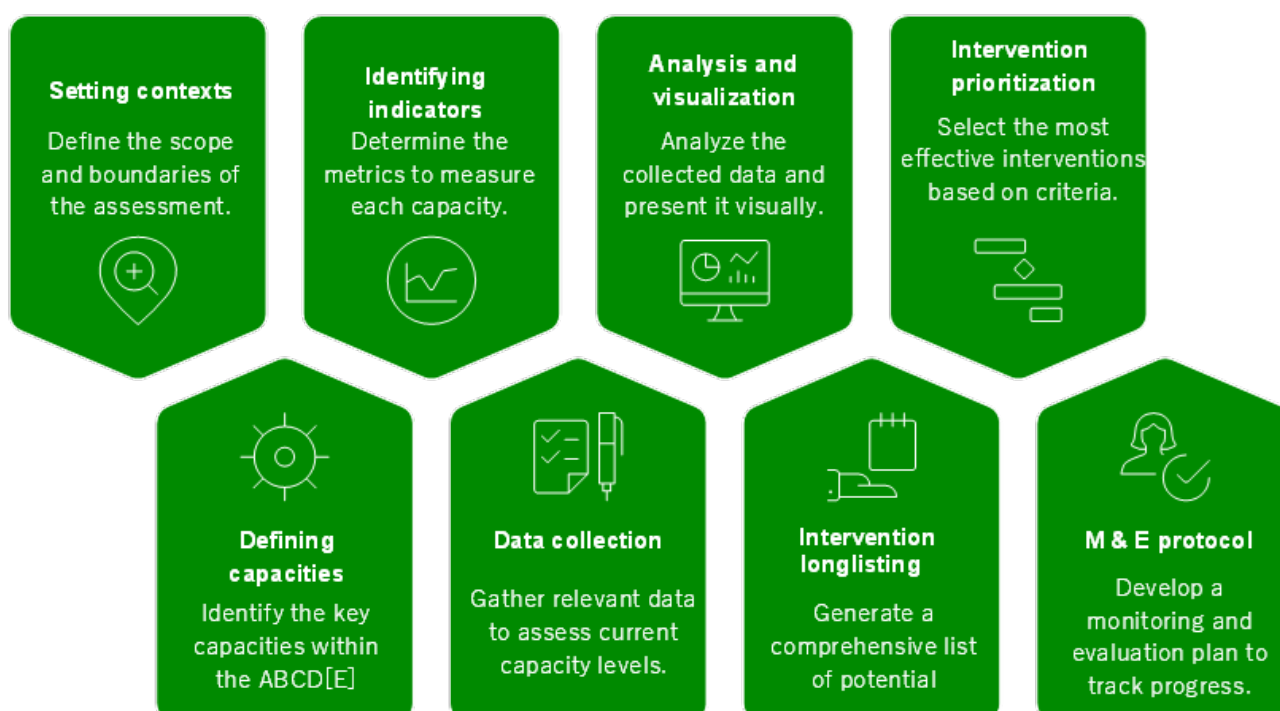 Setting contexts
Define the scope
and boundaries of
the assessment.
Defining
capacities
Identify the key
capacities within
the ABCD[E]
Identifying
indicators
Determine the
metrics to measure
each capacity.
Data collection
Gather relevant data
to assess current
capacity levels.
Analysis and
visualization
Analyze the
collected data and
present it visually.
Intervention
longlisting
Generate a
comprehensive list
of potential
Intervention
prioritization
Select the most
effective interventions
based on criteria.
M & E protocol
Develop a
monitoring and
evaluation plan to
track progress.